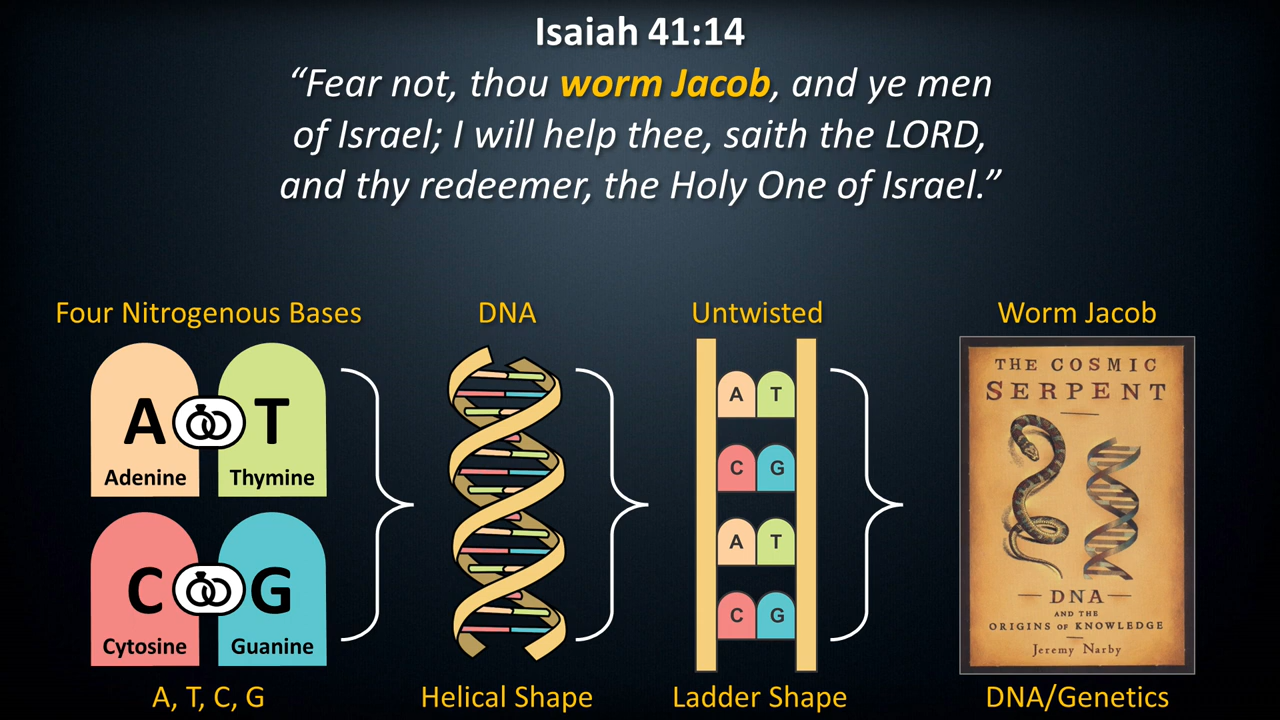 Isaiah 41:14
“Fear not, thou worm Jacob, and ye men
of Israel; I will help thee, saith the LORD,
and thy redeemer, the Holy One of Israel.”
Four Nitrogenous Bases
A T
Adenine Thymine
C G
Cytosine Guanine
A, T, C, G
DNA
Helical Shape
Untwisted
A T
C G
A T
C G
Ladder Shape
Worm Jacob
THE COSMIC
SERPENT
DNA
AND THE
ORIGINS OF KNOWLEDGE
Jeremy Narby
DNA/Genetics